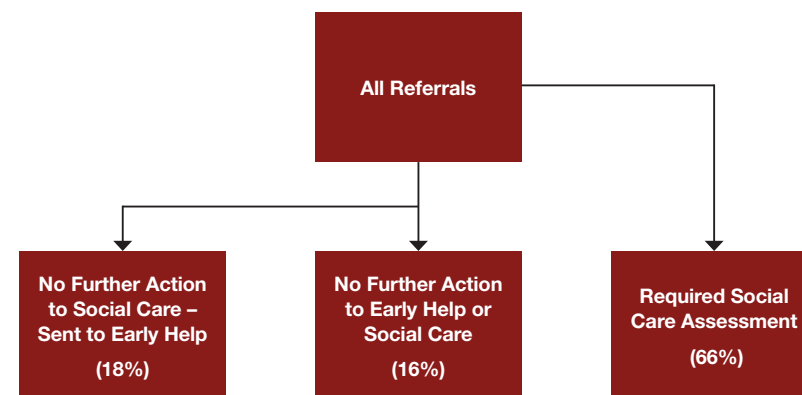 All Referrals
No Further Action
to Social Care –
Sent to Early Help
(18%)
No Further Action
to Early Help or
Social Care
(16%)
Required Social
Care Assessment
(66%)